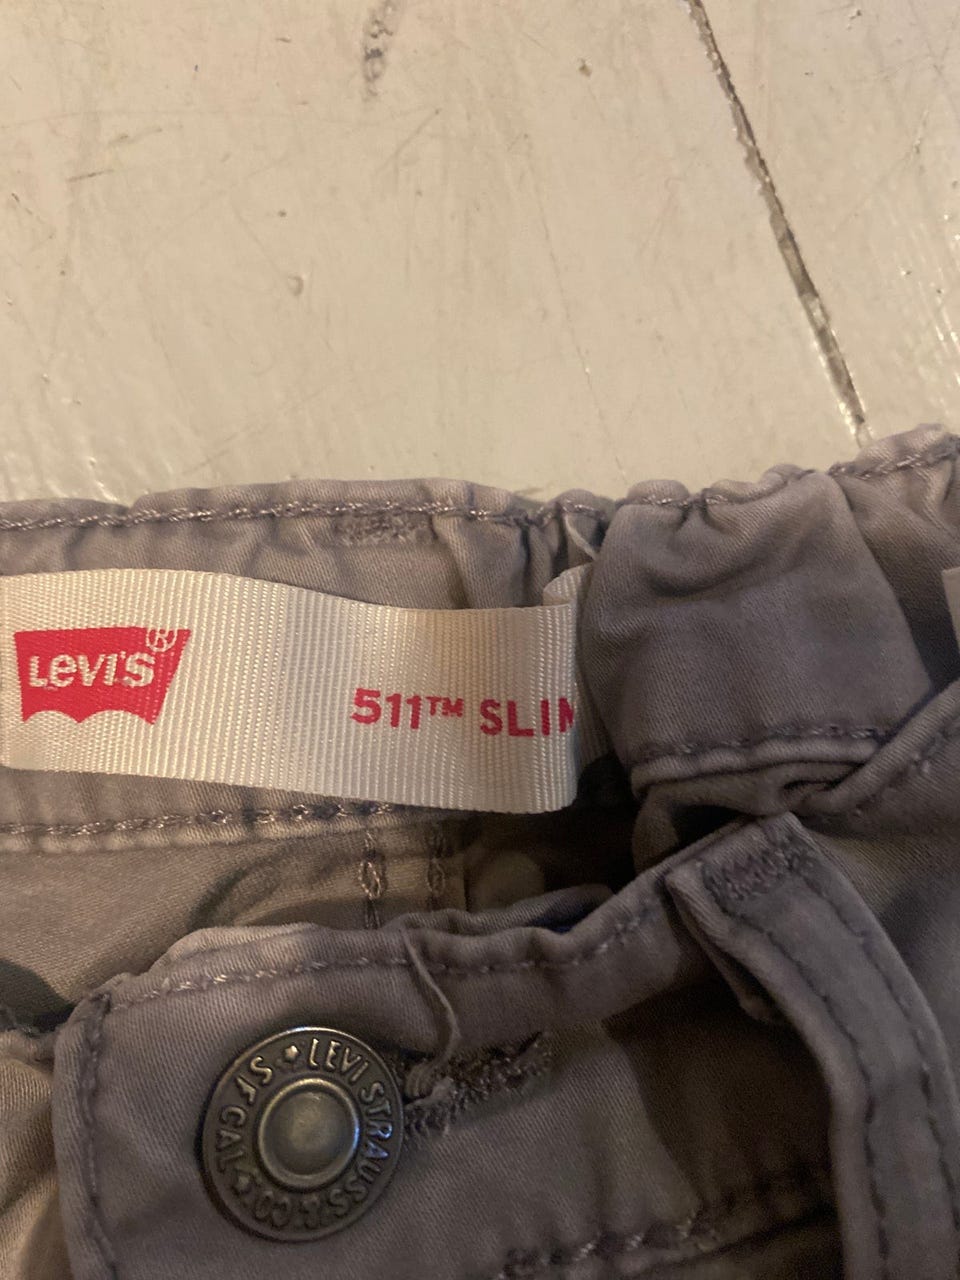 LEVI'S®
511™ SLIM
LEVI STRAUSS & CO. S F CAL